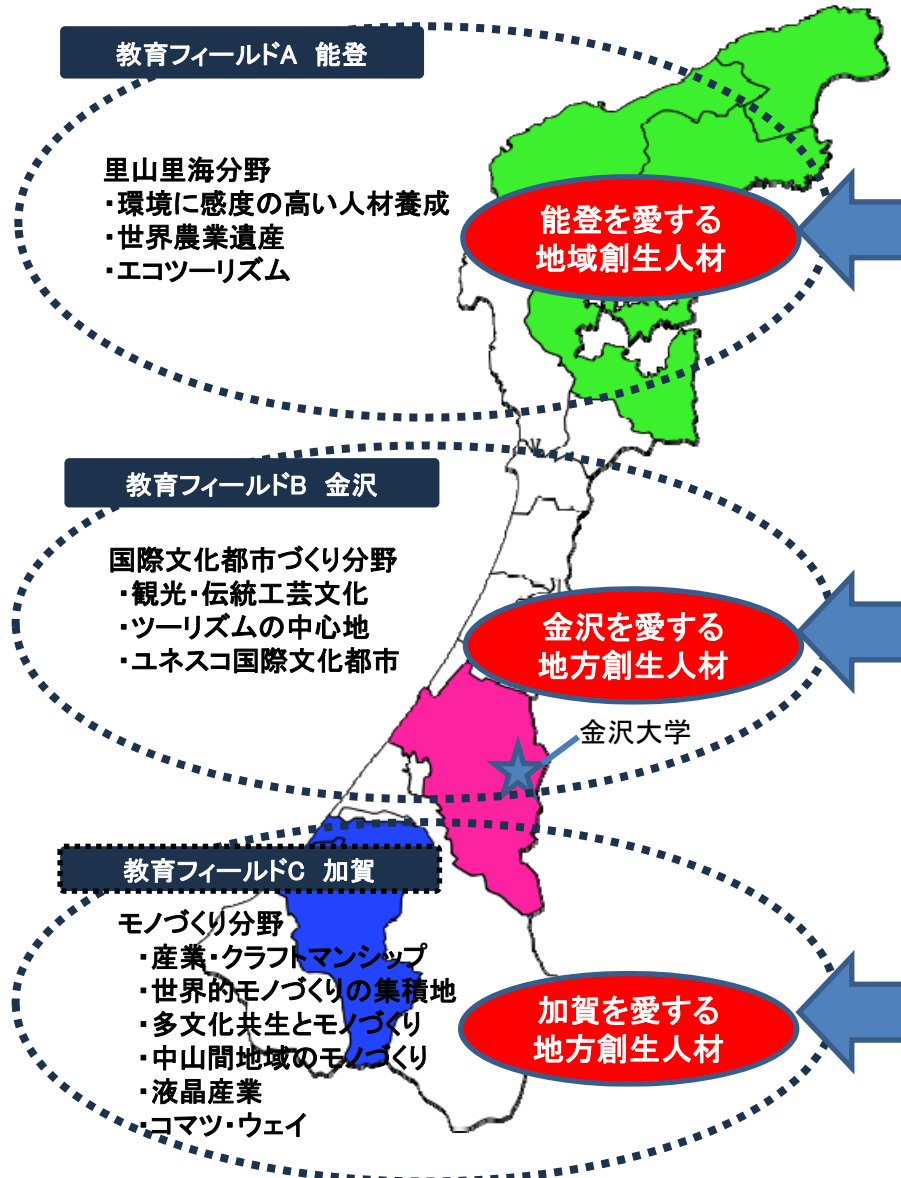 教育フィールドA 能登
里山里海分野
・環境に感度の高い人材養成
・世界農業遺産
・エコツーリズム
能登を愛する
地域創生人材
教育フィールドB 金沢
国際文化都市づくり分野
・観光・伝統工芸文化
・ツーリズムの中心地
・ユネスコ国際文化都市
金沢を愛する
地方創生人材
金沢大学
教育フィールドC 加賀
モノづくり分野
・産業・クラフトマンシップ
・世界的モノづくりの集積地
・多文化共生とモノづくり
・中山間地域のモノづくり
・液晶産業
・コマツ・ウェイ
加賀を愛する
地方創生人材